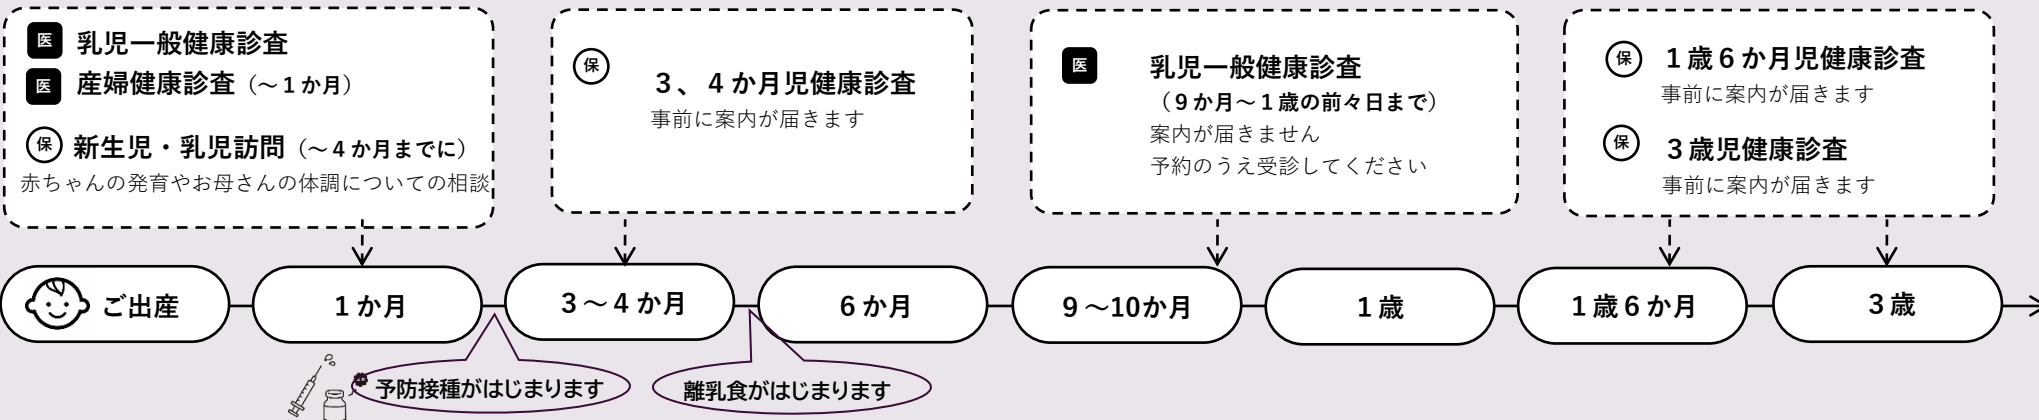 医 乳児一般健康診査
医 産婦健康診査（～１か月）
保 新生児・乳児訪問（～４か月までに）
赤ちゃんの発育やお母さんの体調についての相談
保 ３、４か月児健康診査
事前に案内が届きます
医 乳児一般健康診査
（９か月～１歳の前々日まで）
案内が届きません
予約のうえ受診してください
保 １歳６か月児健康診査
事前に案内が届きます
保 ３歳児健康診査
事前に案内が届きます
ご出産
１か月
３～４か月
６か月
９～10か月
１歳
１歳６か月
３歳
予防接種がはじまります
離乳食がはじまります